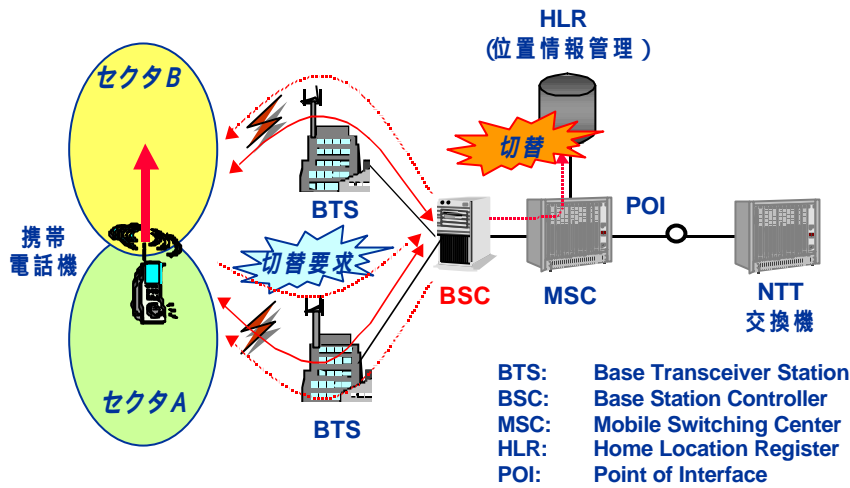 HLR
(位置情報管理)
セクタB
切替
BTS
POI
携帯
電話機
切替要求
BSC
MSC
NTT
交換機
セクタA
BTS
BTS: Base Transceiver Station
BSC: Base Station Controller
MSC: Mobile Switching Center
HLR: Home Location Register
POI: Point of Interface